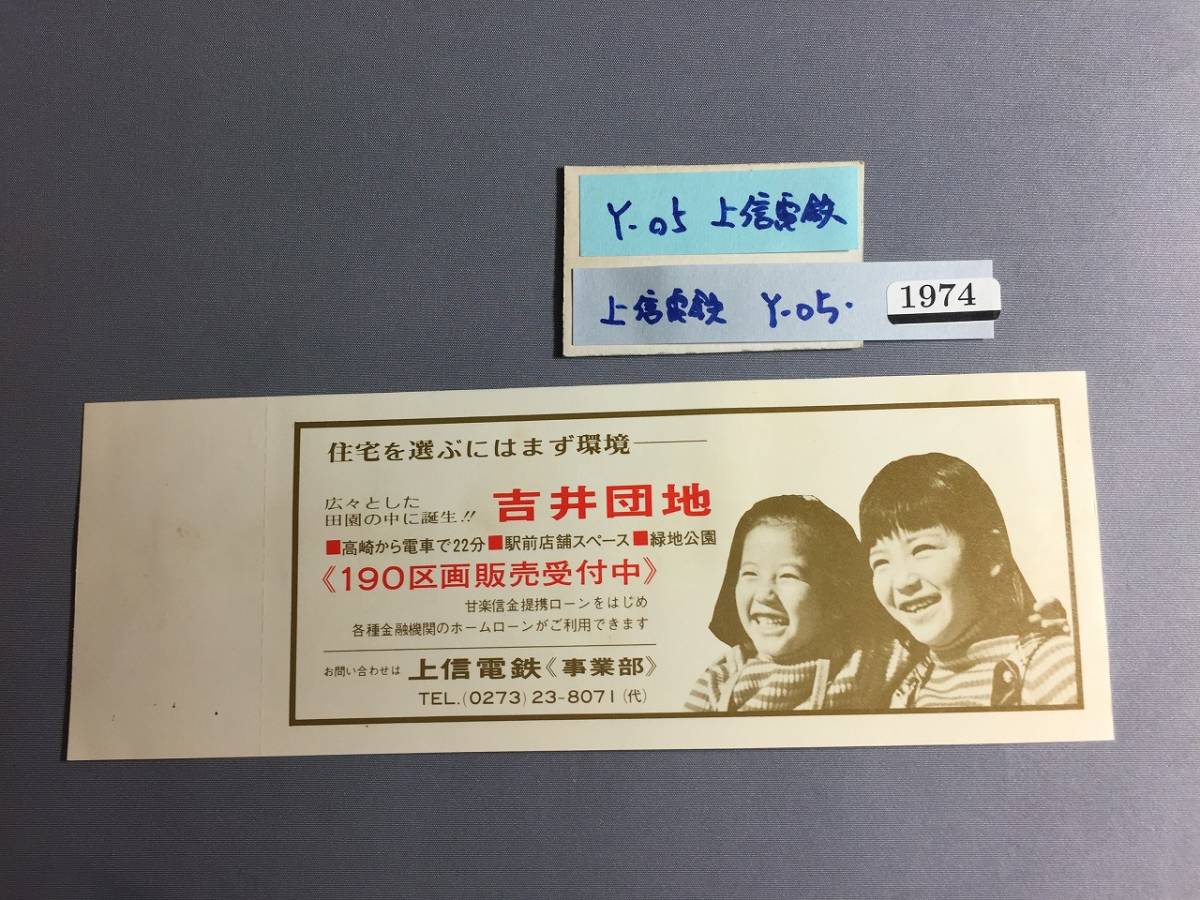 Y-05 上信電鉄
上信電鉄 Y-05.
1974
住宅を選ぶにはまず環境――
広々とした
田園の中に誕生!! 吉井団地
■高崎から電車で22分■駅前店舗スペース■緑地公園
《190区画販売受付中》
甘楽信金提携ローンをはじめ
各種金融機関のホームローンがご利用できます
お問い合わせは 上信電鉄《事業部》
TEL.(0273)23-8071(代)